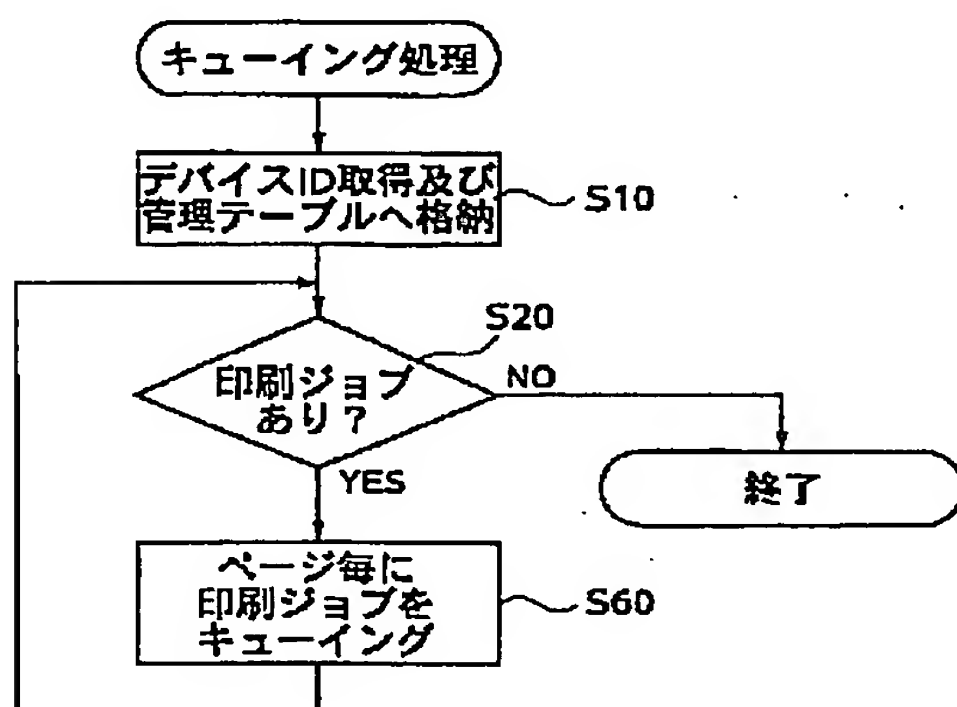 キューイング処理
デバイスID取得及び
管理テーブルへ格納
S10
S20
印刷ジョブ
あり?
NO
YES
終了
ページ毎に
印刷ジョブを
キューイング
S60